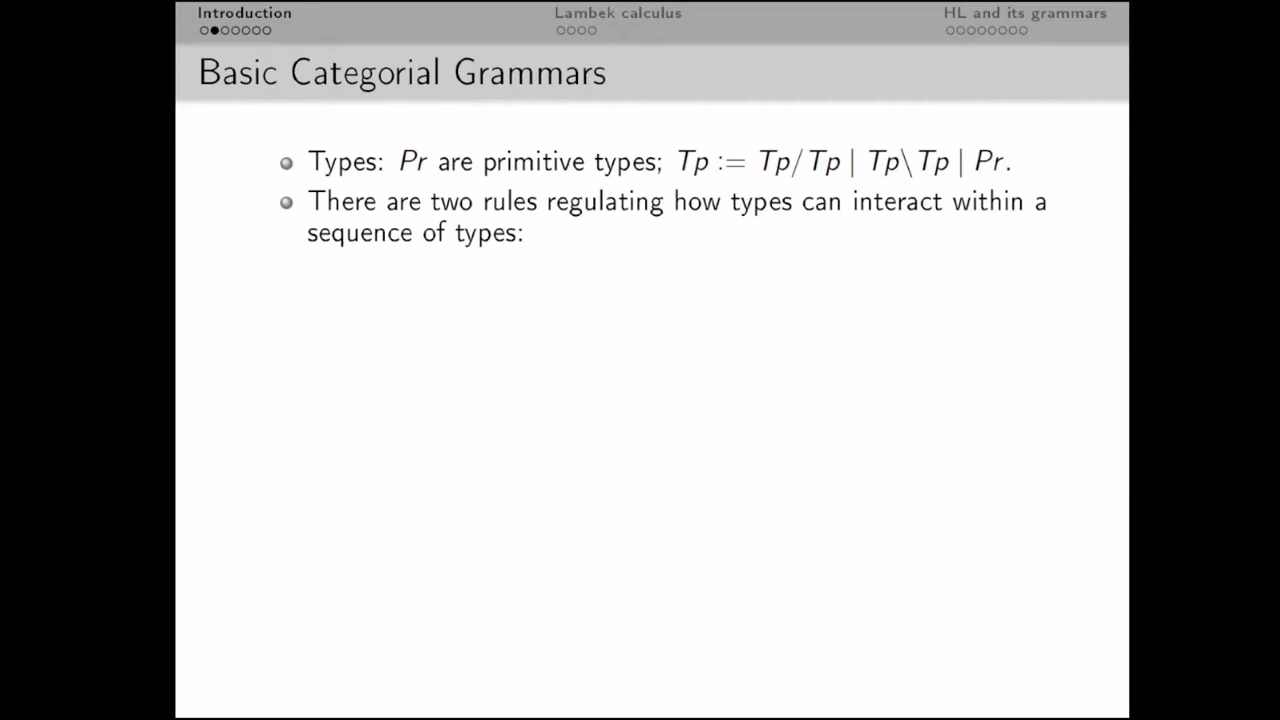 Introduction Lambek calculus HL and its grammars
Basic Categorial Grammars
Types: Pr are primitive types; Tp := Tp/Tp | Tp\Tp | Pr.
There are two rules regulating how types can interact within a
sequence of types: